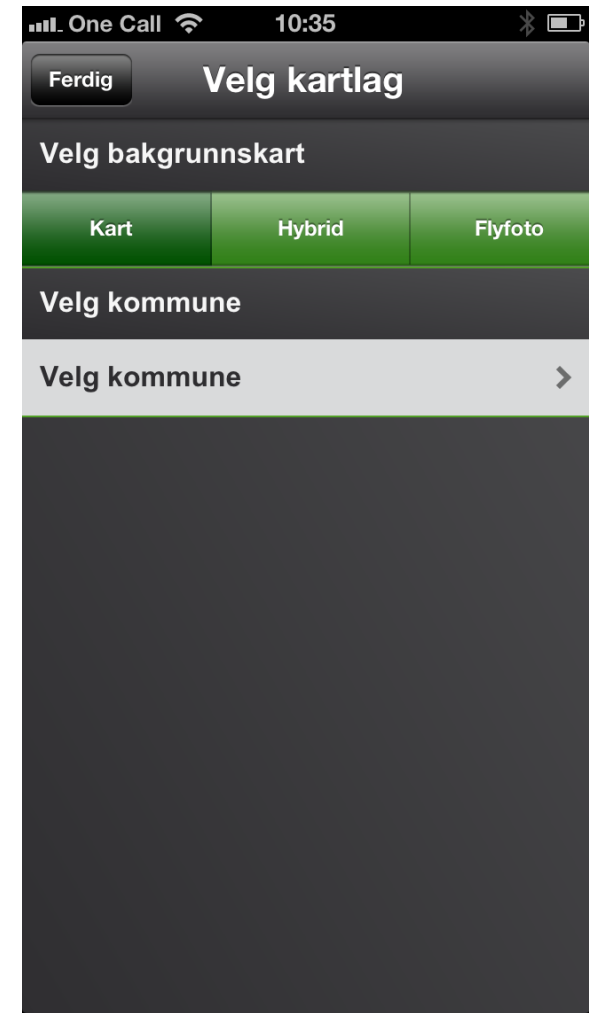 One Call 10:35
Ferdig Velg kartlag
Velg bakgrunnskart
Kart Hybrid Flyfoto
Velg kommune
Velg kommune